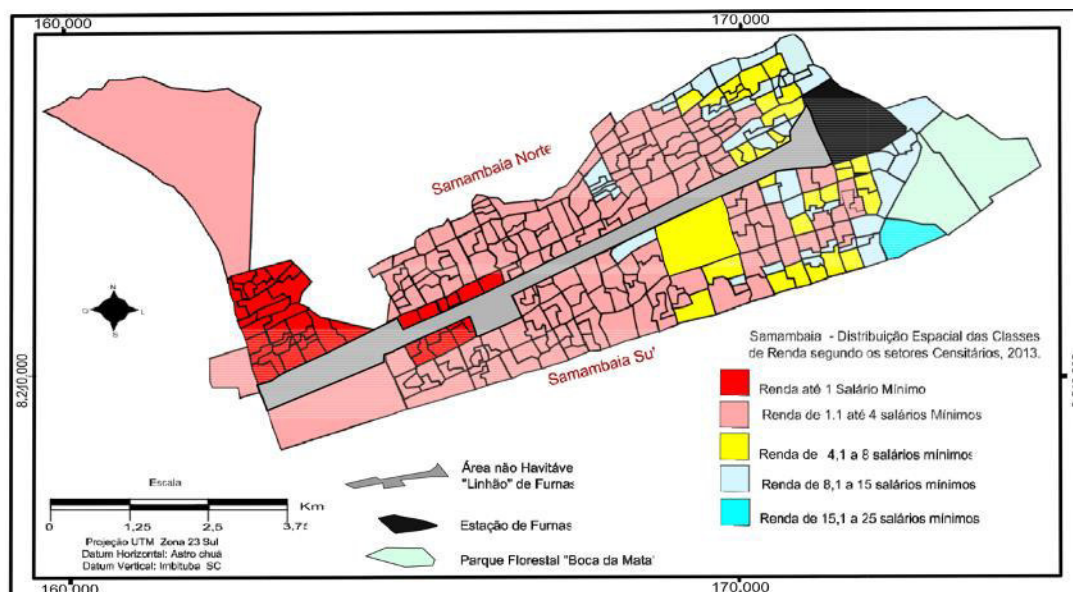 160,000
170,000
Samambaia Norte
N
O
L
S
8,210,000
Samambaia Su'
Samambaia - Distribuição Espacial das Classes
de Renda segundo os setores Censitários, 2013.
Renda até 1 Salário Mínimo
Renda de 1.1 até 4 salários Mínimos
Renda de 4,1 a 8 salários mínimos
Renda de 8,1 a 15 salários mínimos
Renda de 15,1 a 25 salários mínimos
Área não Havitáve
"Linhão" de Furnas
Estação de Furnas
Parque Florestal "Boca da Mata'
Escala
Km
0
1,25
2,5
3,75
Projeção UTM Zona 23 Sul
Datum Horizontal: Astro chuá
Datum Vertical: Imbituba SC
160,000
170,000